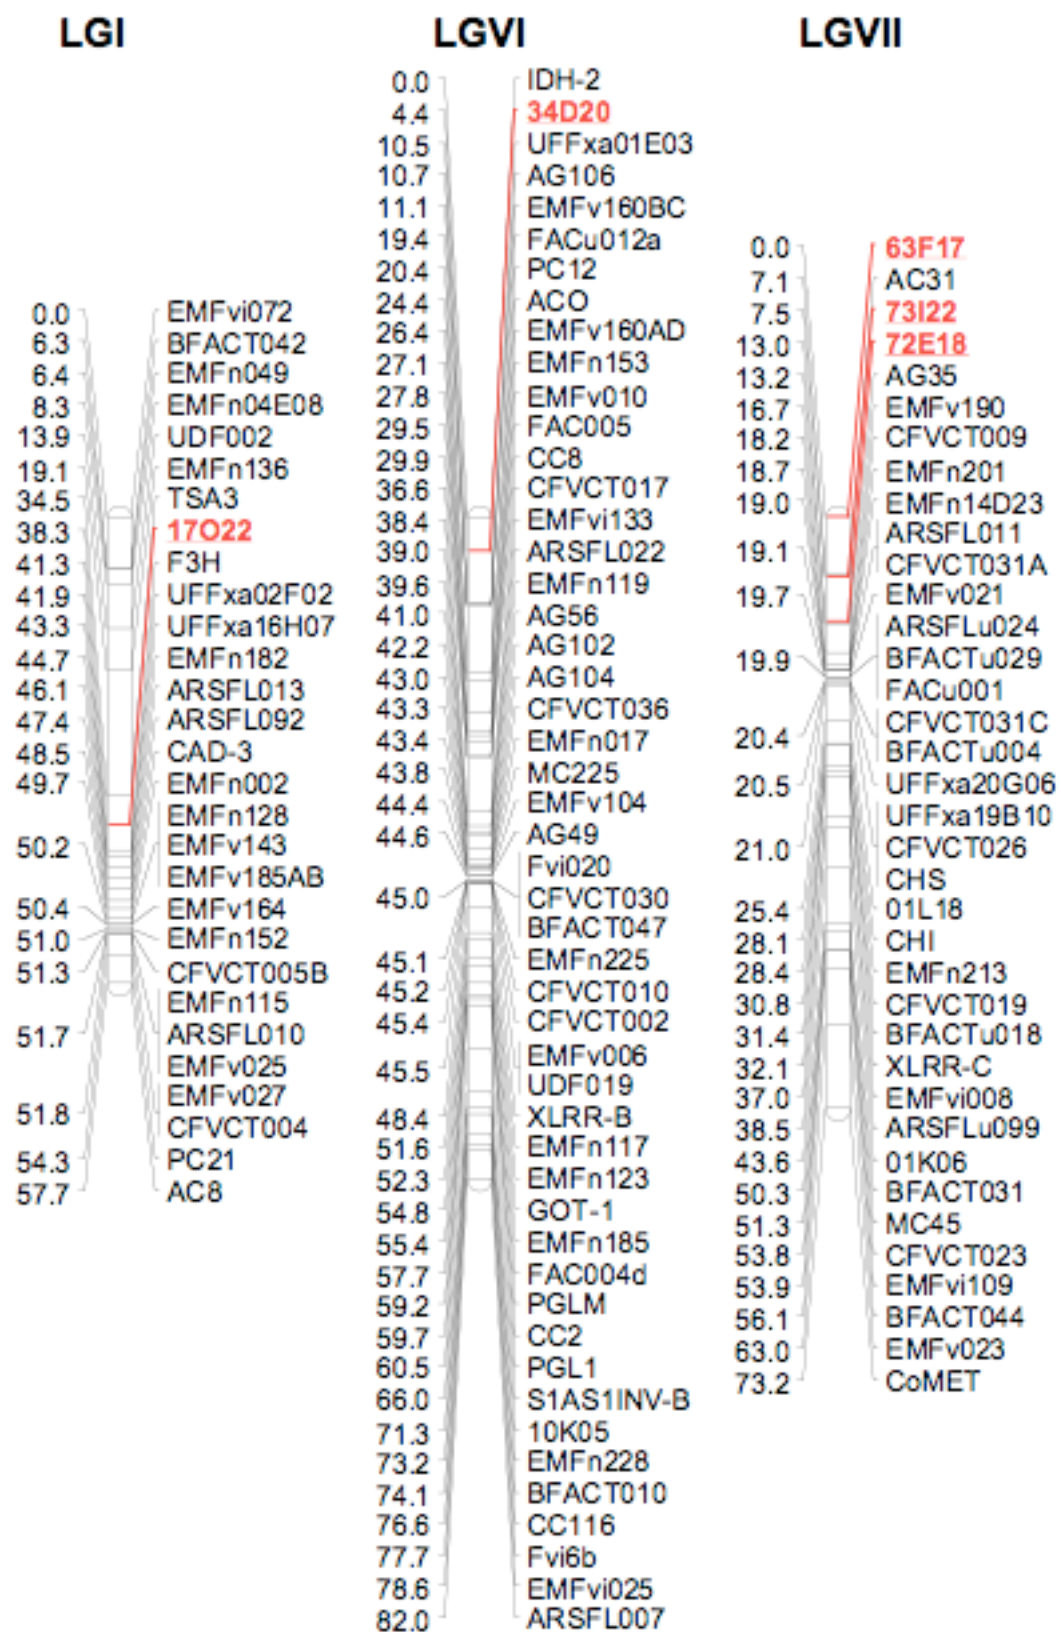 LGI
0.0 EMFvi072
6.3 BFACT042
6.4 EMFn049
8.3 EMFn04E08
13.9 UDF002
19.1 EMFn136
34.5 TSA3
38.3 17O22
41.3 F3H
41.9 UFFxa02F02
43.3 UFFxa16H07
44.7 EMFn182
46.1 ARSFL013
47.4 ARSFL092
48.5 CAD-3
49.7 EMFn002
EMFn128
50.2 EMFv143
EMFv185AB
50.4 EMFv164
51.0 EMFn152
51.3 CFVCT005B
EMFn115
51.7 ARSFL010
EMFv025
EMFv027
51.8 CFVCT004
54.3 PC21
57.7 AC8
LGVI
0.0 IDH-2
4.4 34D20
10.5 UFFxa01E03
10.7 AG106
11.1 EMFv160BC
19.4 FACu012a
20.4 PC12
24.4 ACO
26.4 EMFv160AD
27.1 EMFn153
27.8 EMFv010
29.5 FAC005
29.9 CC8
36.6 CFVCT017
38.4 EMFvi133
39.0 ARSFL022
39.6 EMFn119
41.0 AG56
42.2 AG102
43.0 AG104
43.3 CFVCT036
43.4 EMFn017
43.8 MC225
44.4 EMFv104
44.6 AG49
Fvi020
45.0 CFVCT030
BFACT047
45.1 EMFn225
45.2 CFVCT010
45.4 CFVCT002
EMFv006
45.5 UDF019
48.4 XLRR-B
51.6 EMFn117
52.3 EMFn123
54.8 GOT-1
55.4 EMFn185
57.7 FAC004d
59.2 PGLM
59.7 CC2
60.5 PGL1
66.0 S1AS1INV-B
71.3 10K05
73.2 EMFn228
74.1 BFACT010
76.6 CC116
77.7 Fvi6b
78.6 EMFvi025
82.0 ARSFL007
LGVII
0.0 63F17
7.1 AC31
7.5 73I22
13.0 72E18
13.2 AG35
16.7 EMFv190
18.2 CFVCT009
18.7 EMFn201
19.0 EMFn14D23
ARSFL011
19.1 CFVCT031A
19.7 EMFv021
ARSFLu024
19.9 BFACTu029
FACu001
CFVCT031C
20.4 BFACTu004
20.5 UFFxa20G06
UFFxa19B10
21.0 CFVCT026
CHS
25.4 01L18
28.1 CHI
28.4 EMFn213
30.8 CFVCT019
31.4 BFACTu018
32.1 XLRR-C
37.0 EMFvi008
38.5 ARSFLu099
43.6 01K06
50.3 BFACT031
51.3 MC45
53.8 CFVCT023
53.9 EMFvi109
56.1 BFACT044
63.0 EMFv023
73.2 CoMET